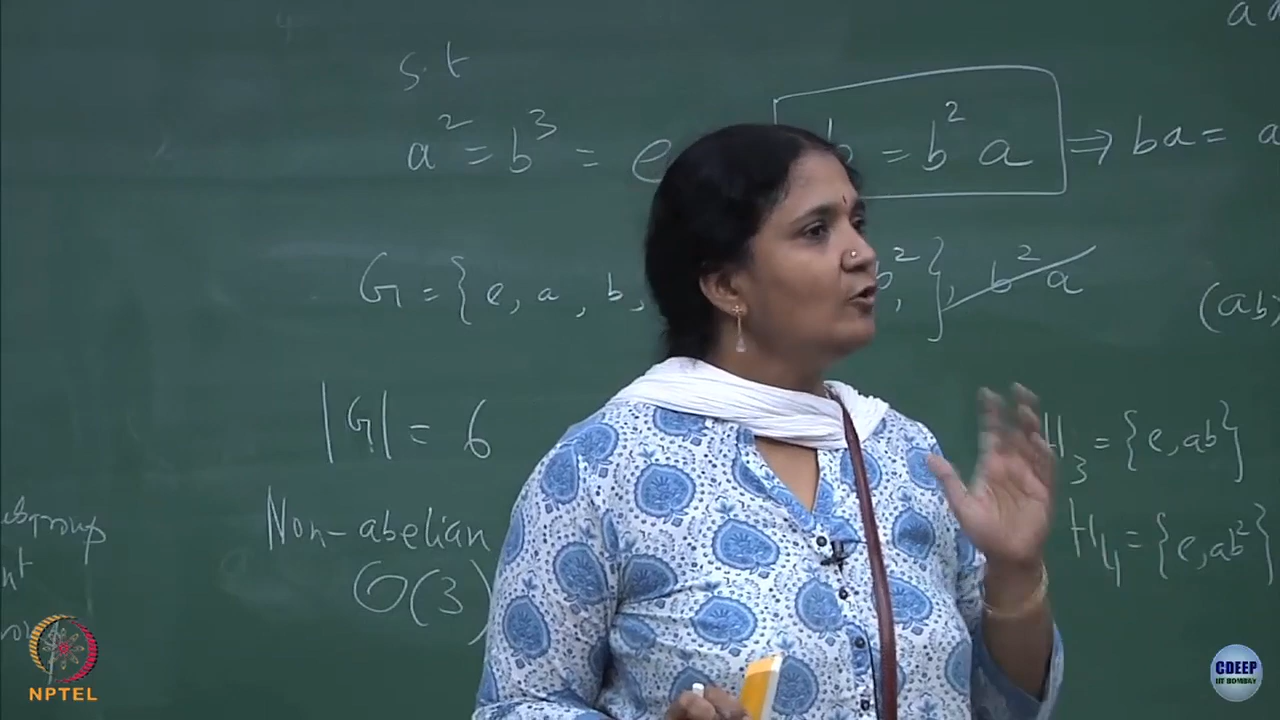 s.t
a² = b³ = e b = b²a ⇒ ba = a
G = {e, a, b, b², }, b²a
(ab)
|G| = 6
H₃ = {e, ab}
Non-abelian
H₄ = {e, ab²}
O(3)
NPTEL
CDEEP
IIT BOMBAY